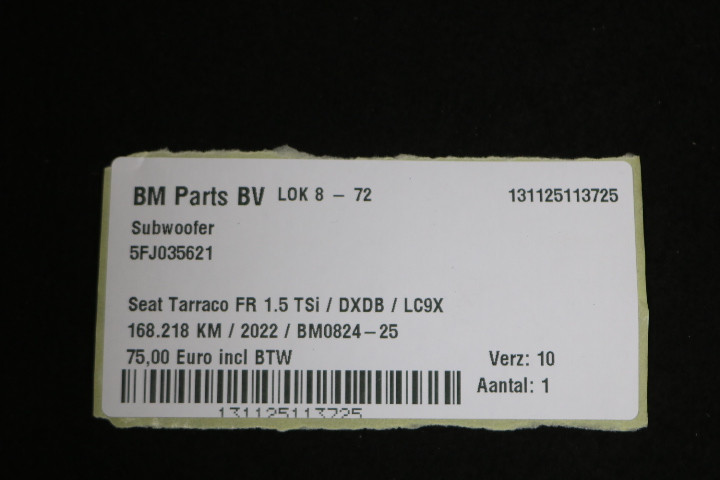 BM Parts BV LOK 8 - 72 131125113725
Subwoofer
5FJ035621
Seat Tarraco FR 1.5 TSi / DXDB / LC9X
168.218 KM / 2022 / BM0824-25
75,00 Euro incl BTW Verz: 10
Aantal: 1
131125113725